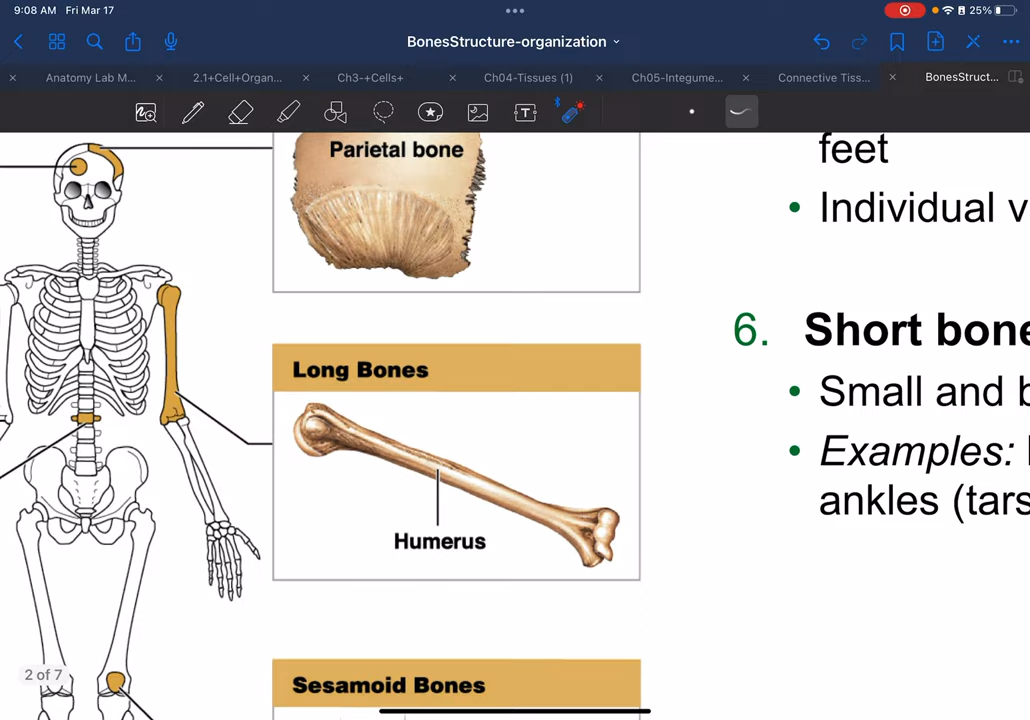 9:08 AM Fri Mar 17
25%
BonesStructure-organization
Anatomy Lab M...
2.1+Cell+Organ...
Ch3-+Cells+
Ch04-Tissues (1)
Ch05-Integume...
Connective Tiss...
BonesStruct...
Parietal bone
feet
• Individual v
Long Bones
Humerus
6. Short bone
• Small and b
• Examples:
ankles (tars
2 of 7
Sesamoid Bones